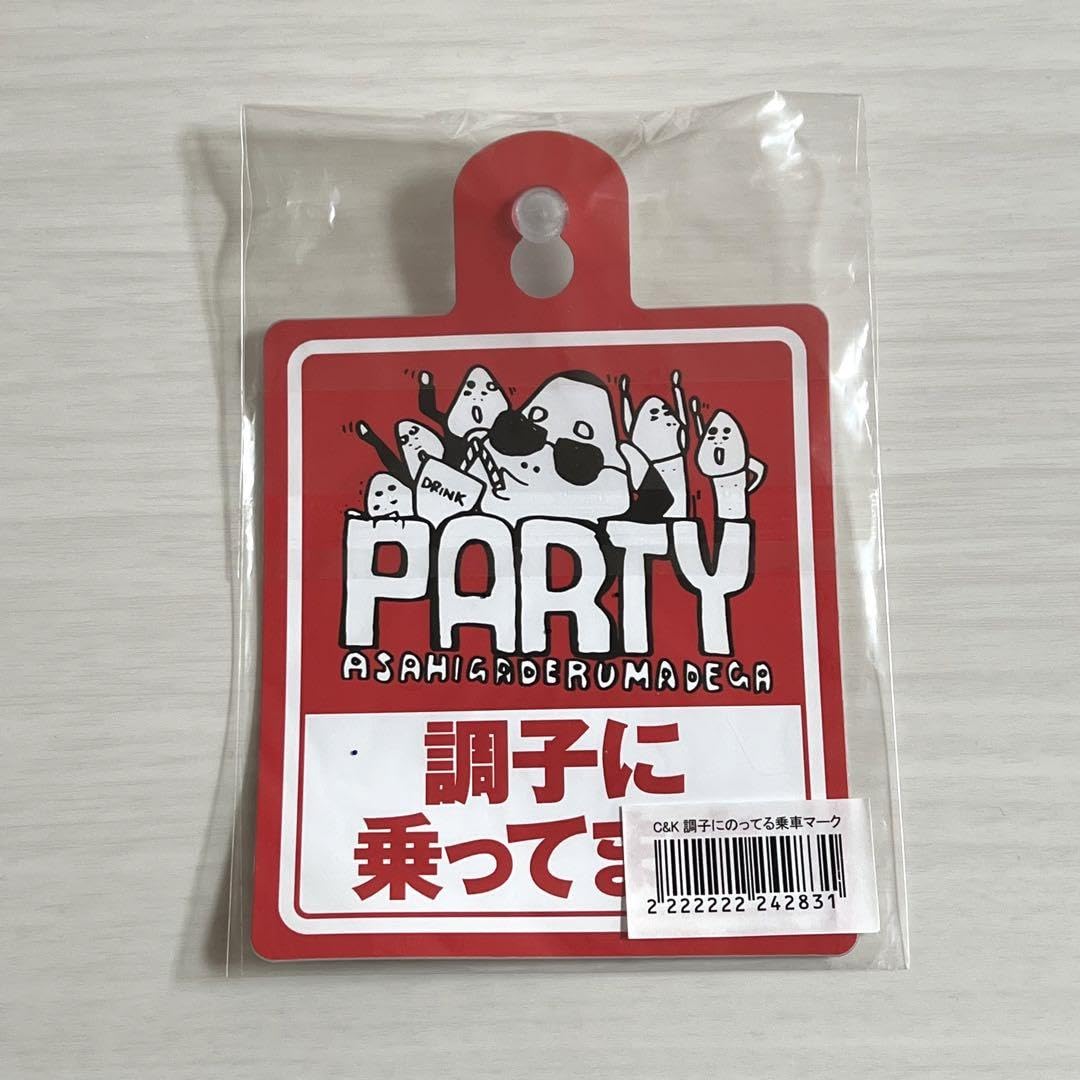 DRINK
PARTY
ASAHIGADERUMADEGA
調子に
乗ってま
C&K 調子にのってる乗車マーク
2 222222 242831